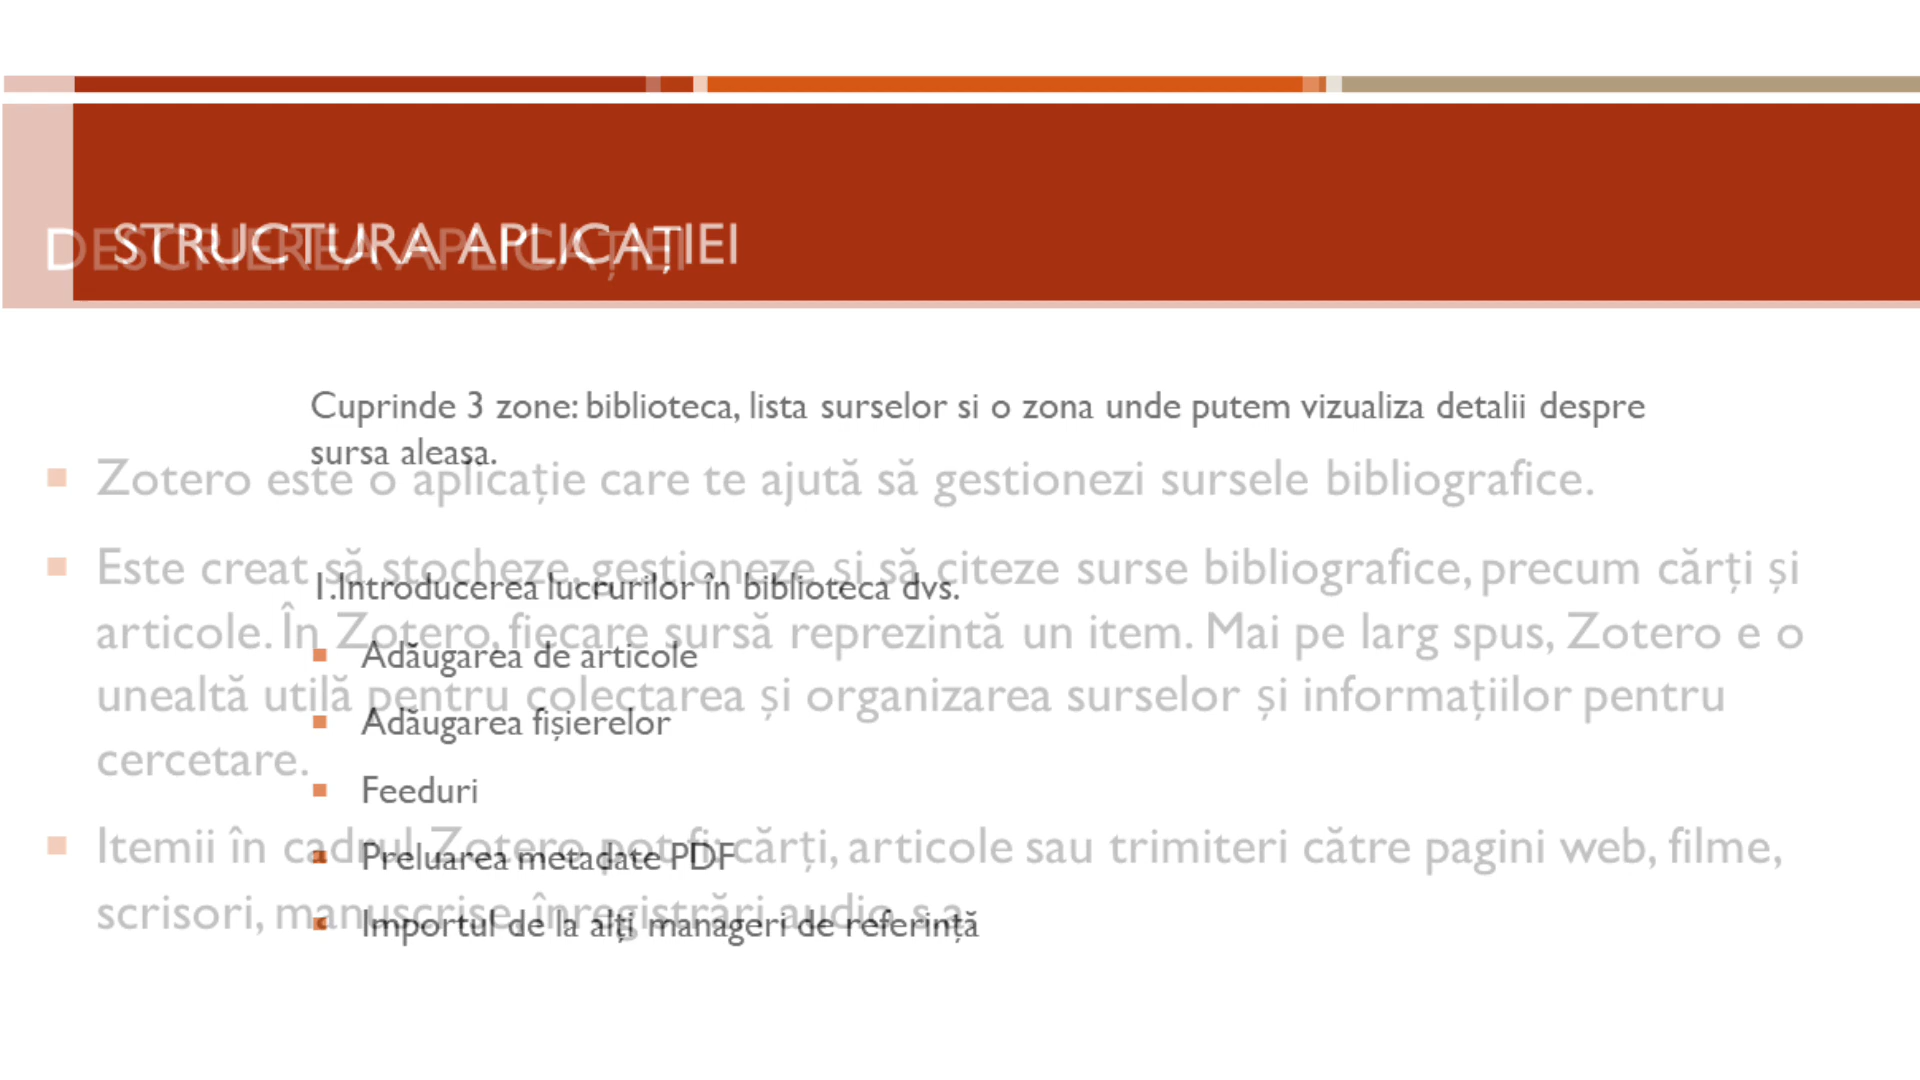 STRUCTURA APLICAȚIEI
DESCRIEREA APLICAȚIEI
Cuprinde 3 zone: biblioteca, lista surselor si o zona unde putem vizualiza detalii despre
sursa aleasa.
1.Introducerea lucrurilor în biblioteca dvs.
Adăugarea de articole
Adăugarea fișierelor
Feeduri
Preluarea metadate PDF
Importul de la alți manageri de referință
Zotero este o aplicație care te ajută să gestionezi sursele bibliografice.
Este creat să stocheze, gestioneze și să citeze surse bibliografice, precum cărți și
articole. În Zotero, fiecare sursă reprezintă un item. Mai pe larg spus, Zotero e o
unealtă utilă pentru colectarea și organizarea surselor și informațiilor pentru
cercetare.
Itemii în cadrul Zotero pot fi: cărți, articole sau trimiteri către pagini web, filme,
scrisori, manuscrise, înregistrări audio ș.a.